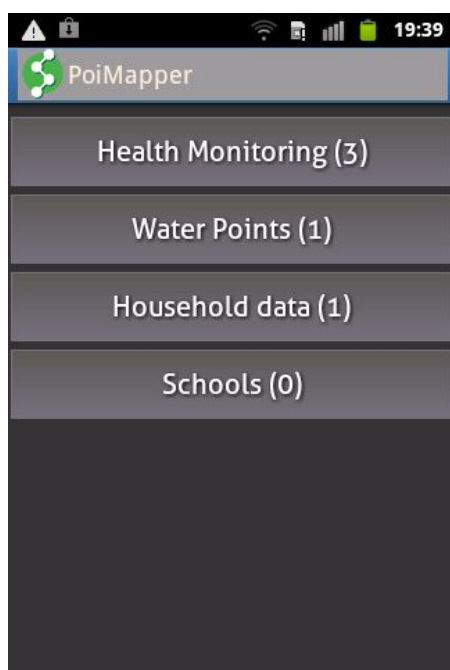 19:39
PoiMapper
Health Monitoring (3)
Water Points (1)
Household data (1)
Schools (0)